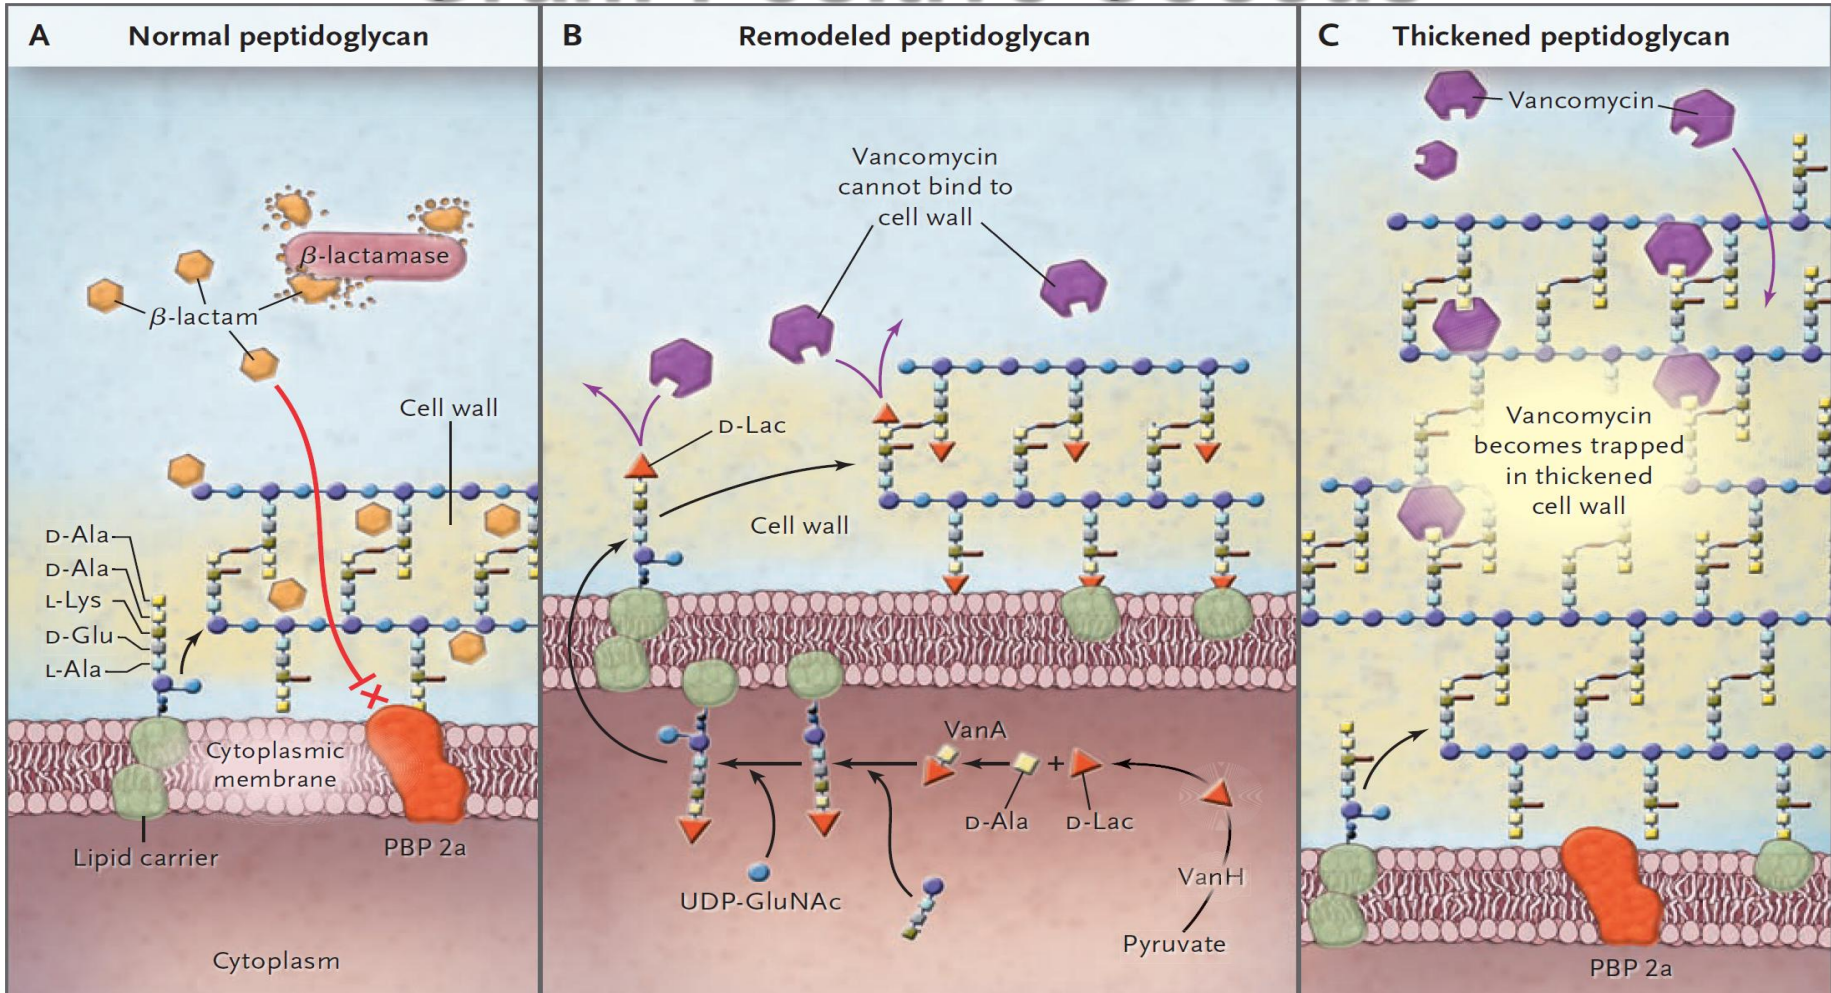 A
Normal peptidoglycan
β-lactamase
β-lactam
Cell wall
D-Ala
D-Ala
L-Lys
D-Glu
L-Ala
Cytoplasmic
membrane
Lipid carrier
PBP 2a
Cytoplasm
B
Remodeled peptidoglycan
Vancomycin
cannot bind to
cell wall
D-Lac
Cell wall
VanA
+
D-Ala
D-Lac
UDP-GluNAc
VanH
Pyruvate
C
Thickened peptidoglycan
Vancomycin
Vancomycin
becomes trapped
in thickened
cell wall
PBP 2a